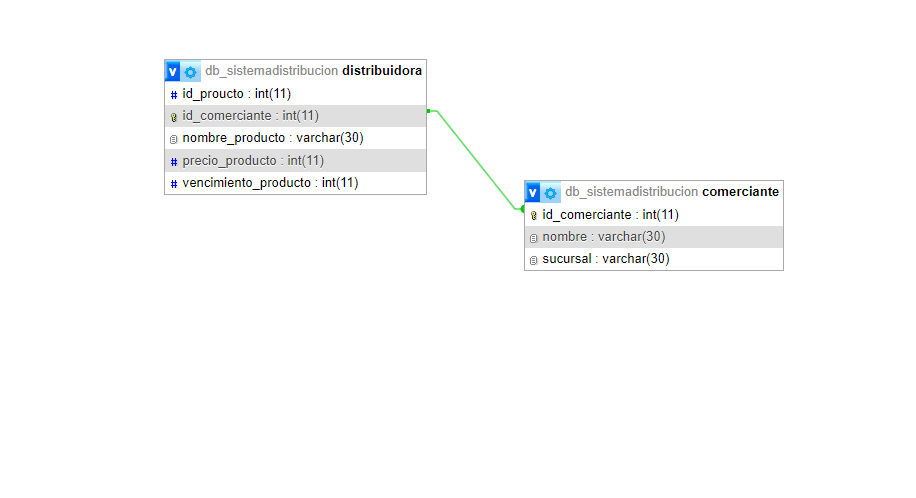 v db_sistemadistribucion distribuidora
# id_proucto : int(11)
id_comerciante : int(11)
nombre_producto : varchar(30)
# precio_producto : int(11)
# vencimiento_producto : int(11)
v db_sistemadistribucion comerciante
id_comerciante : int(11)
nombre : varchar(30)
sucursal : varchar(30)